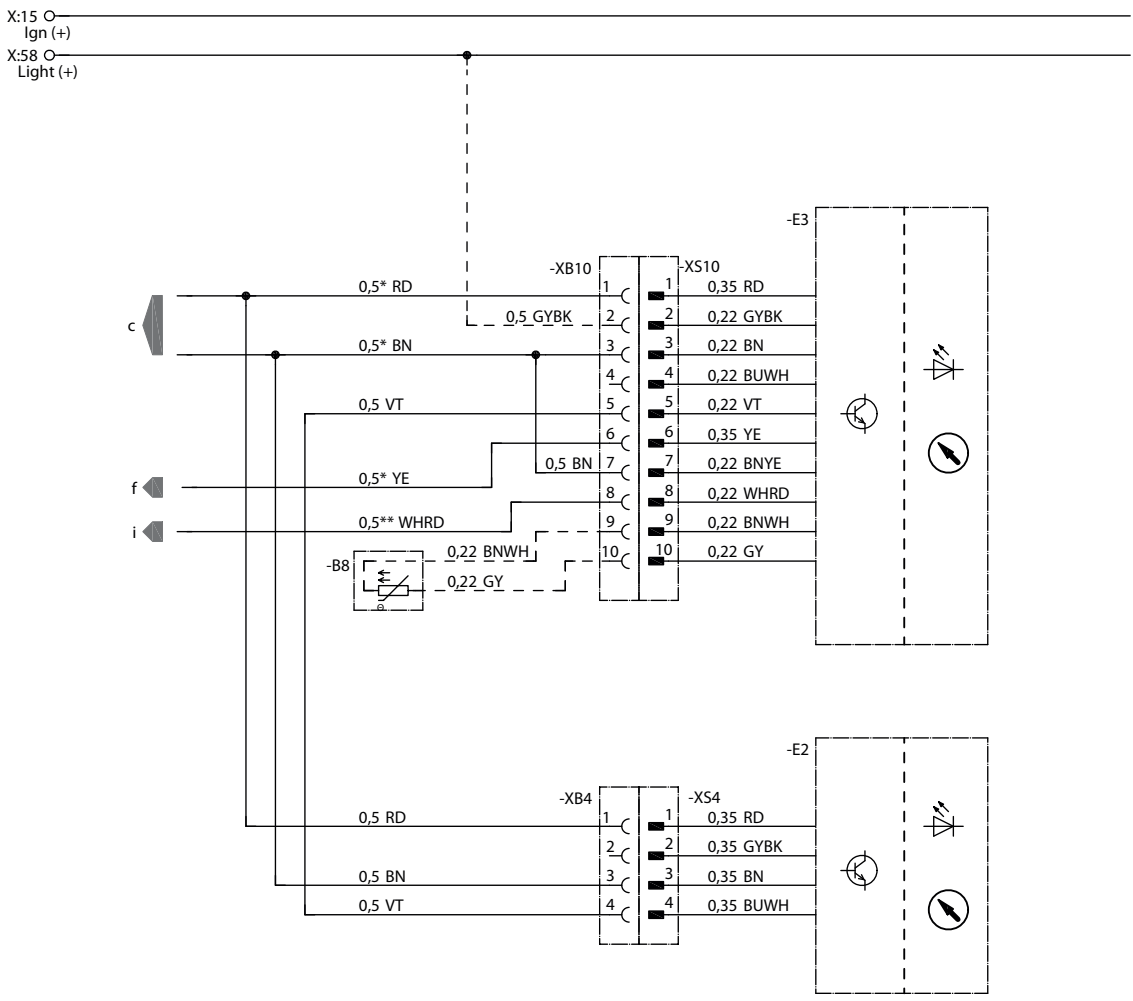 X:15
Ign (+)
X:58
Light (+)
-E3
-XB10
-XS10
0,5* RD
1
1
0,35 RD
0,5 GYBK
2
2
0,22 GYBK
c
0,5* BN
3
3
0,22 BN
4
4
0,22 BUWH
0,5 VT
5
5
0,22 VT
6
6
0,35 YE
0,5 BN
7
7
0,22 BNYE
f
0,5* YE
8
8
0,22 WHRD
i
0,5** WHRD
9
9
0,22 BNWH
0,22 BNWH
10
10
0,22 GY
-B8
0,22 GY
Θ
-E2
-XB4
-XS4
0,5 RD
1
1
0,35 RD
2
2
0,35 GYBK
0,5 BN
3
3
0,35 BN
0,5 VT
4
4
0,35 BUWH